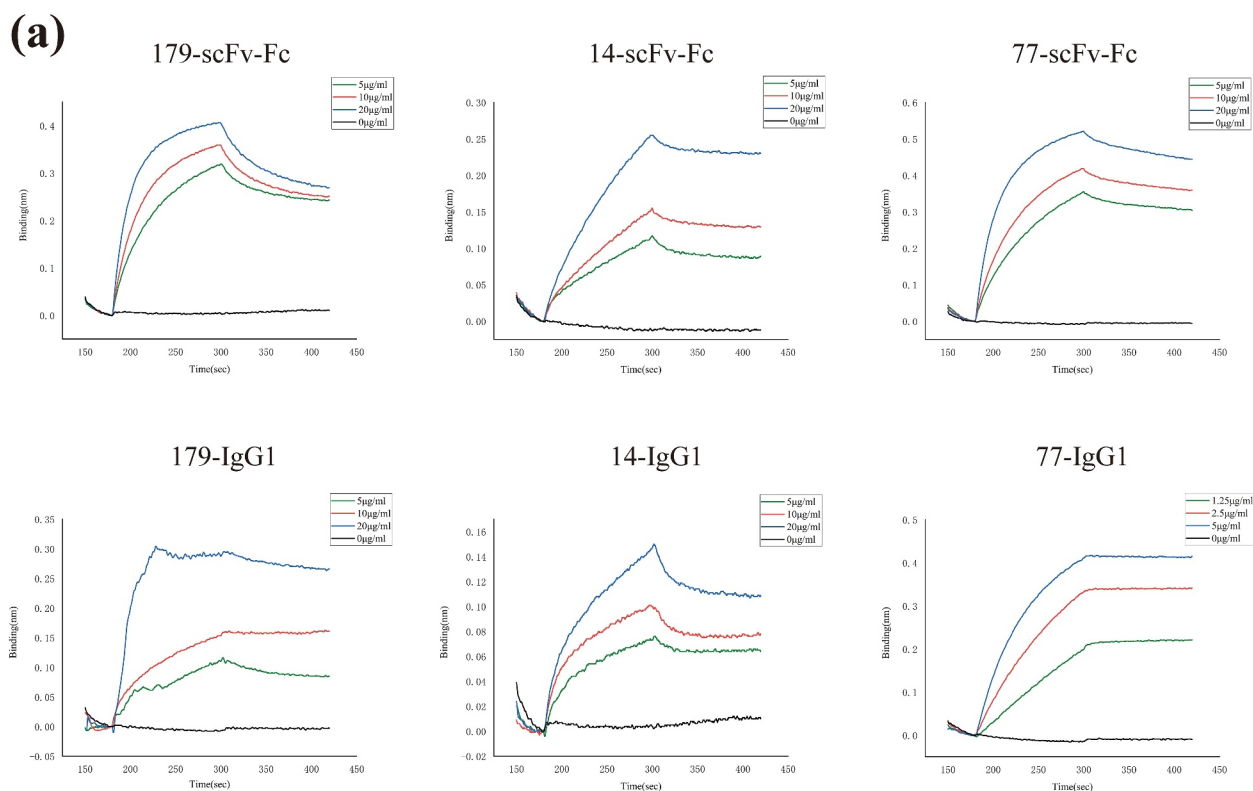 (a)
179-scFv-Fc
5μg/ml
10μg/ml
20μg/ml
0μg/ml
Binding(nm)
0.4
0.3
0.2
0.1
0.0
150 200 250 300 350 400 450
Time(sec)
14-scFv-Fc
5μg/ml
10μg/ml
20μg/ml
0μg/ml
Binding(nm)
0.30
0.25
0.20
0.15
0.10
0.05
0.00
150 200 250 300 350 400 450
Time(sec)
77-scFv-Fc
5μg/ml
10μg/ml
20μg/ml
0μg/ml
Binding(nm)
0.6
0.5
0.4
0.3
0.2
0.1
0.0
150 200 250 300 350 400 450
Time(sec)
179-IgG1
5μg/ml
10μg/ml
20μg/ml
0μg/ml
Binding(nm)
0.35
0.30
0.25
0.20
0.15
0.10
0.05
0.00
-0.05
150 200 250 300 350 400 450
Time(sec)
14-IgG1
5μg/ml
10μg/ml
20μg/ml
0μg/ml
Binding(nm)
0.16
0.14
0.12
0.10
0.08
0.06
0.04
0.02
0.00
-0.02
150 200 250 300 350 400 450
Time(sec)
77-IgG1
1.25μg/ml
2.5μg/ml
5μg/ml
0μg/ml
Binding(nm)
0.5
0.4
0.3
0.2
0.1
0.0
150 200 250 300 350 400 450
Time(sec)